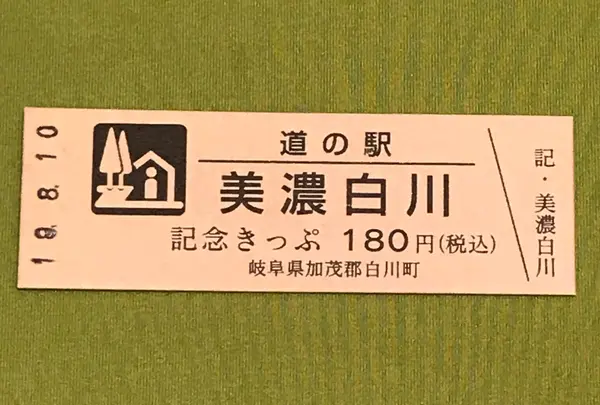 19.8.10
道の駅
美濃白川
記念きっぷ 180円(税込)
岐阜県加茂郡白川町
記・美濃白川